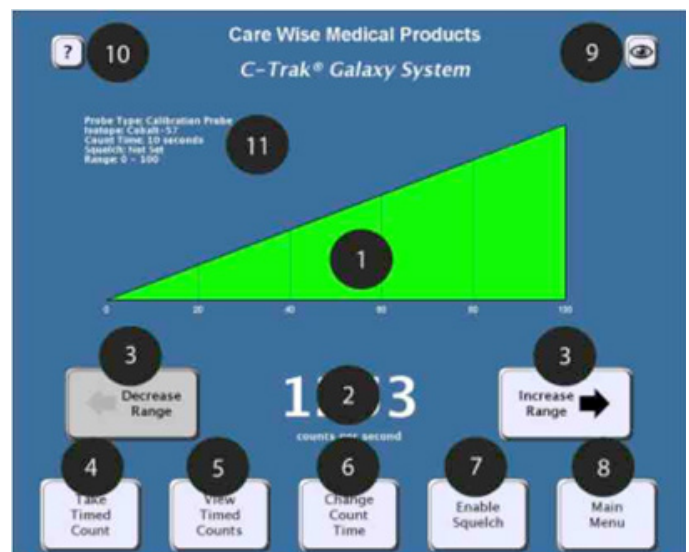 Care Wise Medical Products
C-Trak® Galaxy System
?
10
9
Probe Type: Calibration Probe
Isotope: Cobalt-57
Count Time: 10 seconds
Squelch: Not Set
Range: 0 - 100
11
1
0 20 40 60 80 100
3
Decrease
Range
2
counts per second
3
Increase
Range
4
Take
Timed
Count
5
View
Timed
Counts
6
Change
Count
Time
7
Enable
Squelch
8
Main
Menu